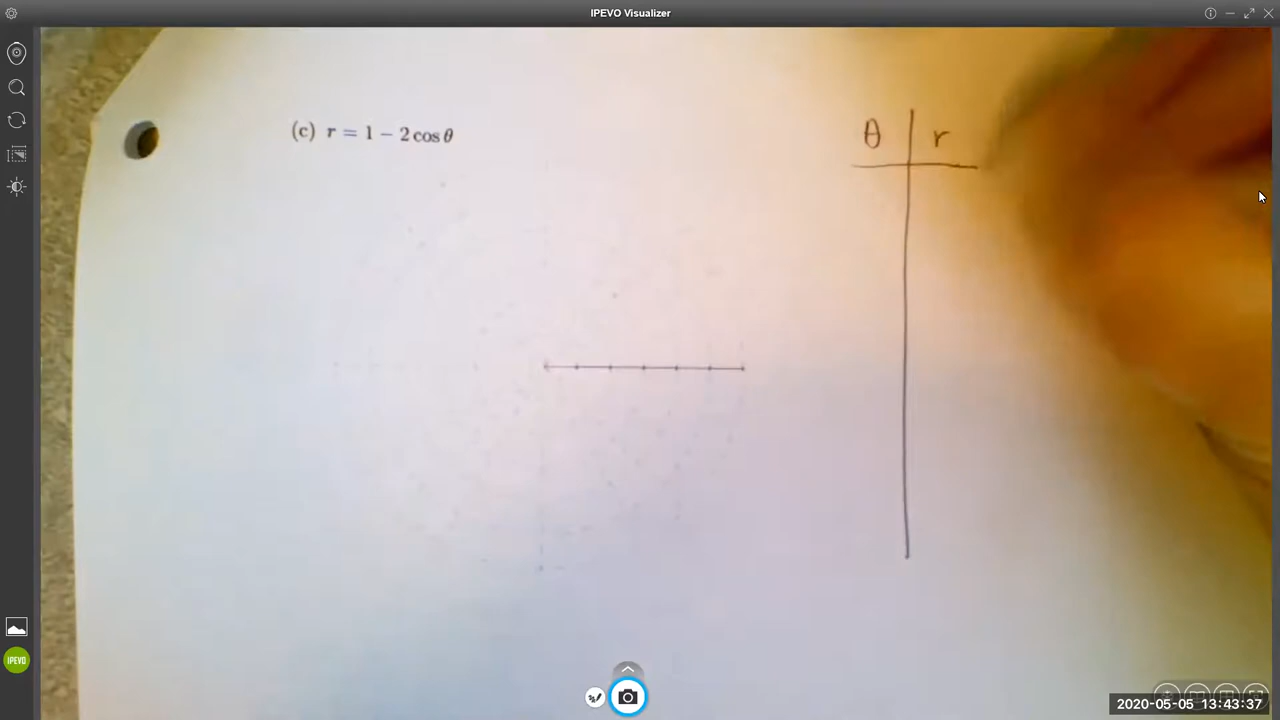 IPEVO Visualizer
(c) r = 1 − 2 cos θ
θ r
IPEVO
2020-05-05 13:43:37